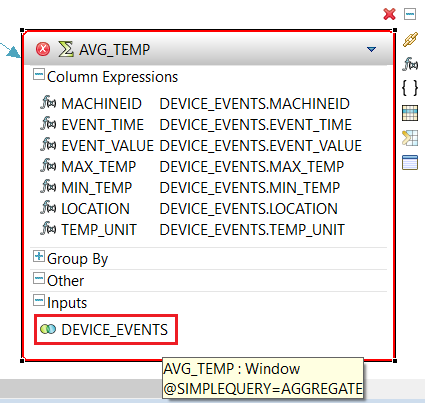 AVG_TEMP
Column Expressions
f(x) MACHINEID DEVICE_EVENTS.MACHINEID
f(x) EVENT_TIME DEVICE_EVENTS.EVENT_TIME
f(x) EVENT_VALUE DEVICE_EVENTS.EVENT_VALUE
f(x) MAX_TEMP DEVICE_EVENTS.MAX_TEMP
f(x) MIN_TEMP DEVICE_EVENTS.MIN_TEMP
f(x) LOCATION DEVICE_EVENTS.LOCATION
f(x) TEMP_UNIT DEVICE_EVENTS.TEMP_UNIT
Group By
Other
Inputs
DEVICE_EVENTS
AVG_TEMP : Window
@SIMPLEQUERY=AGGREGATE